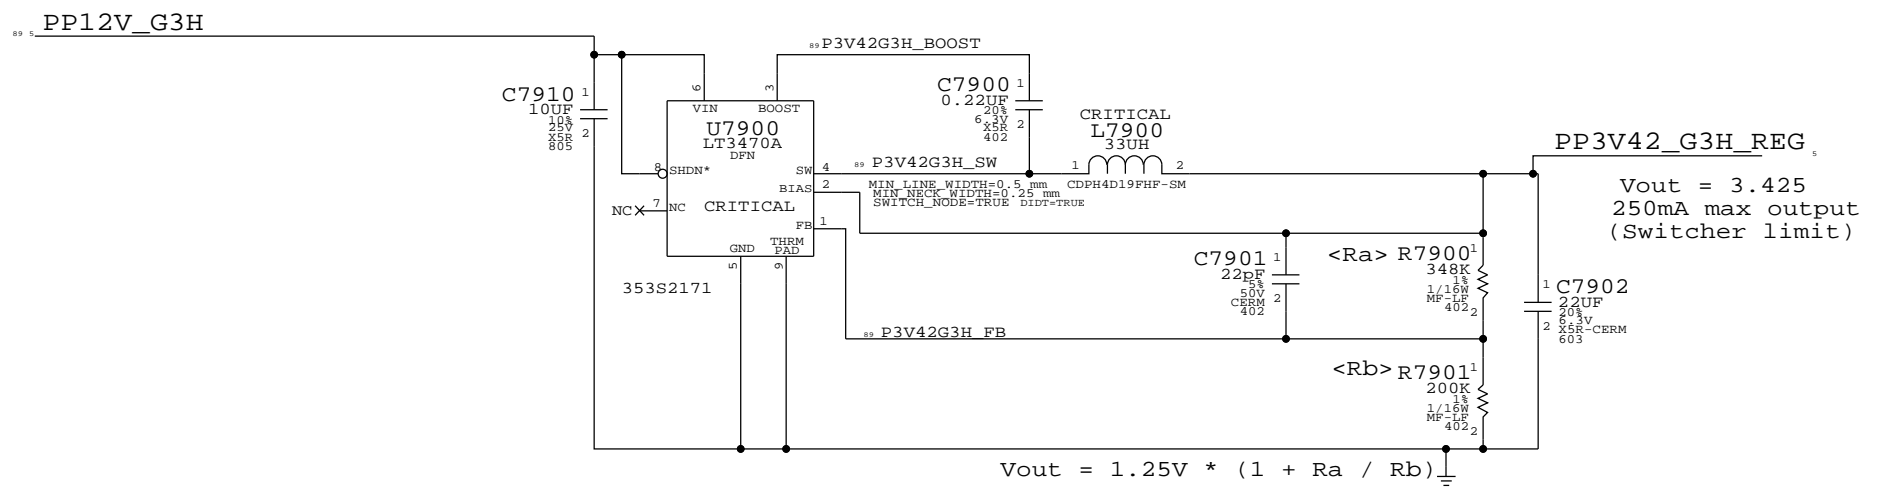 89 5 PP12V_G3H
89 P3V42G3H_BOOST
C7910 1
10UF
10%
25V
X5R
805
2
6
VIN
3
BOOST
U7900
LT3470A
DFN
8 SHDN*
NC 7 NC
CRITICAL
SW 4
BIAS 2
FB 1
GND
THRM
PAD
5
9
353S2171
C7900 1
0.22UF
20%
6.3V
X5R
402
2
89 P3V42G3H_SW
MIN_LINE_WIDTH=0.5 mm
MIN_NECK_WIDTH=0.25 mm
SWITCH_NODE=TRUE DIDT=TRUE
CRITICAL
L7900
33UH
1 2
CDPH4D19FHF-SM
PP3V42_G3H_REG 5
Vout = 3.425
250mA max output
(Switcher limit)
C7901 1
22pF
5%
50V
CERM
402
2
<Ra> R7900 1
348K
1%
1/16W
MF-LF
402 2
1 C7902
22UF
20%
6.3V
2 X5R-CERM
603
89 P3V42G3H_FB
<Rb> R7901 1
200K
1%
1/16W
MF-LF
402 2
Vout = 1.25V * (1 + Ra / Rb)